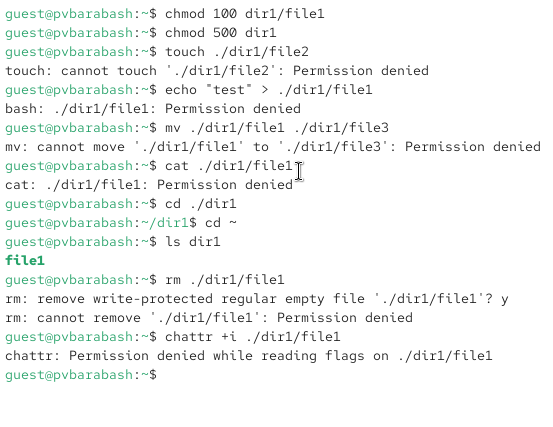 guest@pvbarabash:~$ chmod 100 dir1/file1
guest@pvbarabash:~$ chmod 500 dir1
guest@pvbarabash:~$ touch ./dir1/file2
touch: cannot touch './dir1/file2': Permission denied
guest@pvbarabash:~$ echo "test" > ./dir1/file1
bash: ./dir1/file1: Permission denied
guest@pvbarabash:~$ mv ./dir1/file1 ./dir1/file3
mv: cannot move './dir1/file1' to './dir1/file3': Permission denied
guest@pvbarabash:~$ cat ./dir1/file1
cat: ./dir1/file1: Permission denied
guest@pvbarabash:~$ cd ./dir1
guest@pvbarabash:~/dir1$ cd ~
guest@pvbarabash:~$ ls dir1
file1
guest@pvbarabash:~$ rm ./dir1/file1
rm: remove write-protected regular empty file './dir1/file1'? y
rm: cannot remove './dir1/file1': Permission denied
guest@pvbarabash:~$ chattr +i ./dir1/file1
chattr: Permission denied while reading flags on ./dir1/file1
guest@pvbarabash:~$